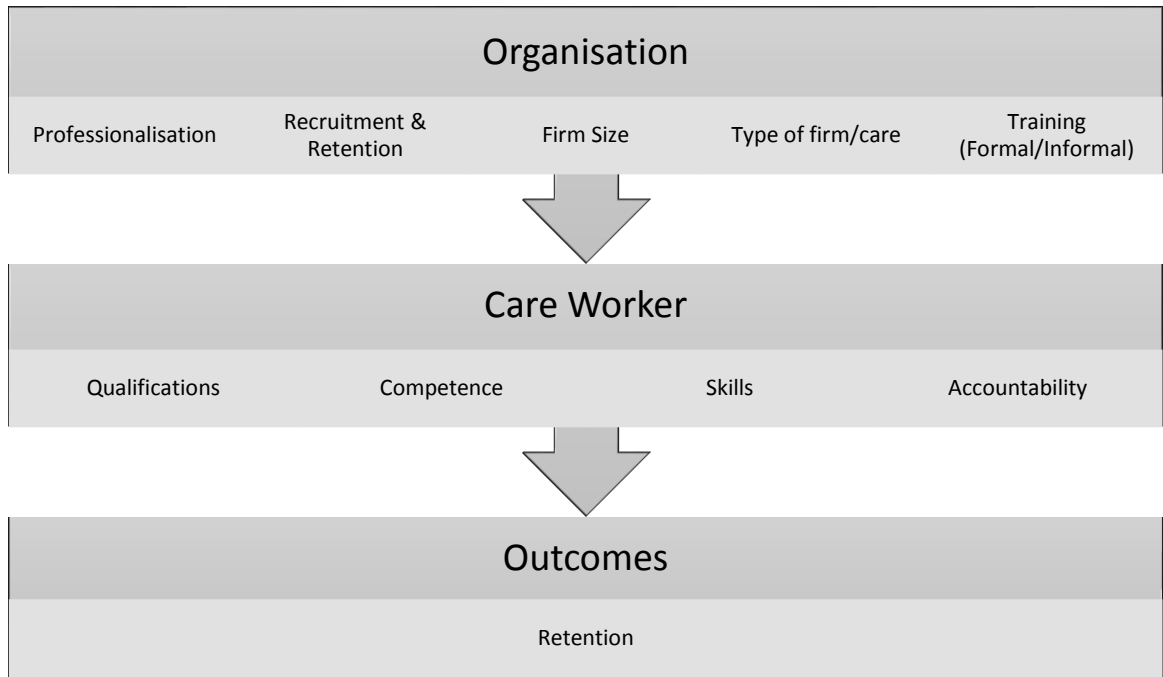 Organisation
Professionalisation
Recruitment &
Retention
Firm Size
Type of firm/care
Training
(Formal/Informal)
Care Worker
Qualifications
Competence
Skills
Accountability
Outcomes
Retention